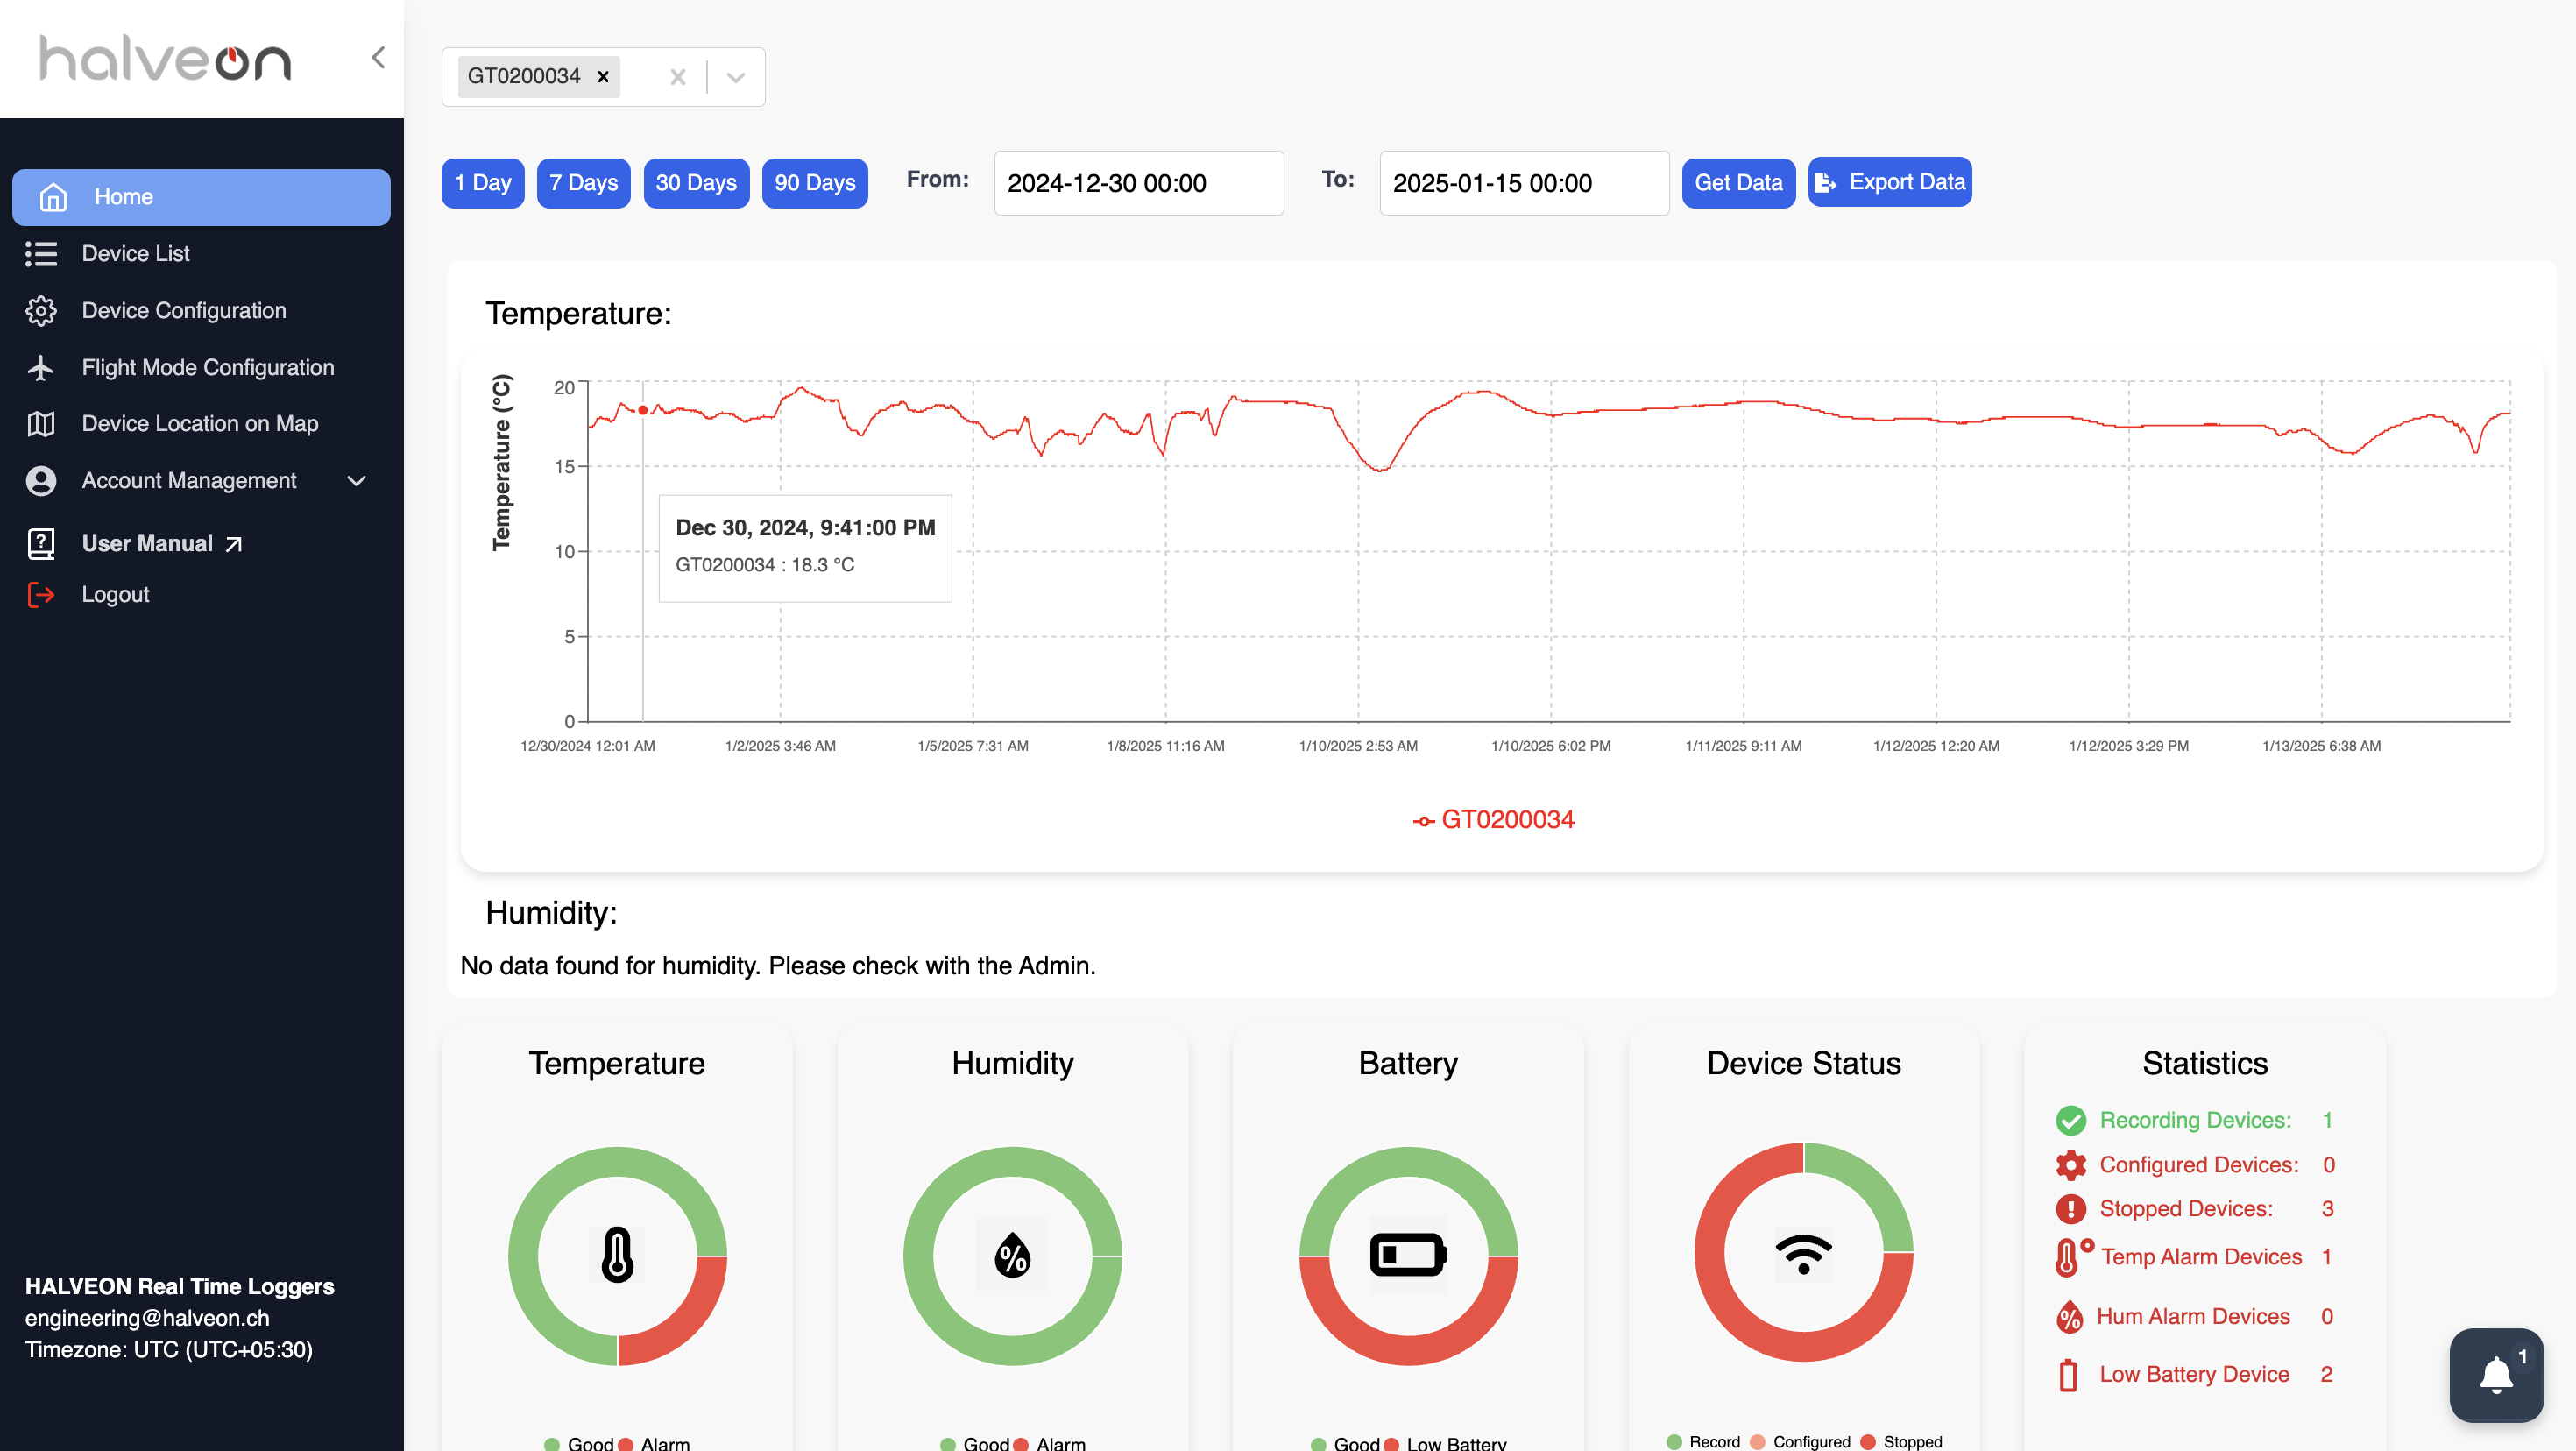 halveon
Home
Device List
Device Configuration
Flight Mode Configuration
Device Location on Map
Account Management
User Manual
Logout
HALVEON Real Time Loggers
engineering@halveon.ch
Timezone: UTC (UTC+05:30)
GT0200034
1 Day 7 Days 30 Days 90 Days From: 2024-12-30 00:00 To: 2025-01-15 00:00 Get Data Export Data
Temperature:
Temperature (°C)
20
15
10
5
0
Dec 30, 2024, 9:41:00 PM
GT0200034 : 18.3 °C
12/30/2024 12:01 AM 1/2/2025 3:46 AM 1/5/2025 7:31 AM 1/8/2025 11:16 AM 1/10/2025 2:53 AM 1/10/2025 6:02 PM 1/11/2025 9:11 AM 1/12/2025 12:20 AM 1/12/2025 3:29 PM 1/13/2025 6:38 AM
GT0200034
Humidity:
No data found for humidity. Please check with the Admin.
Temperature
Good Alarm
Humidity
%
Good Alarm
Battery
Good Low Battery
Device Status
Record Configured Stopped
Statistics
Recording Devices: 1
Configured Devices: 0
Stopped Devices: 3
Temp Alarm Devices 1
% Hum Alarm Devices 0
Low Battery Device 2
1